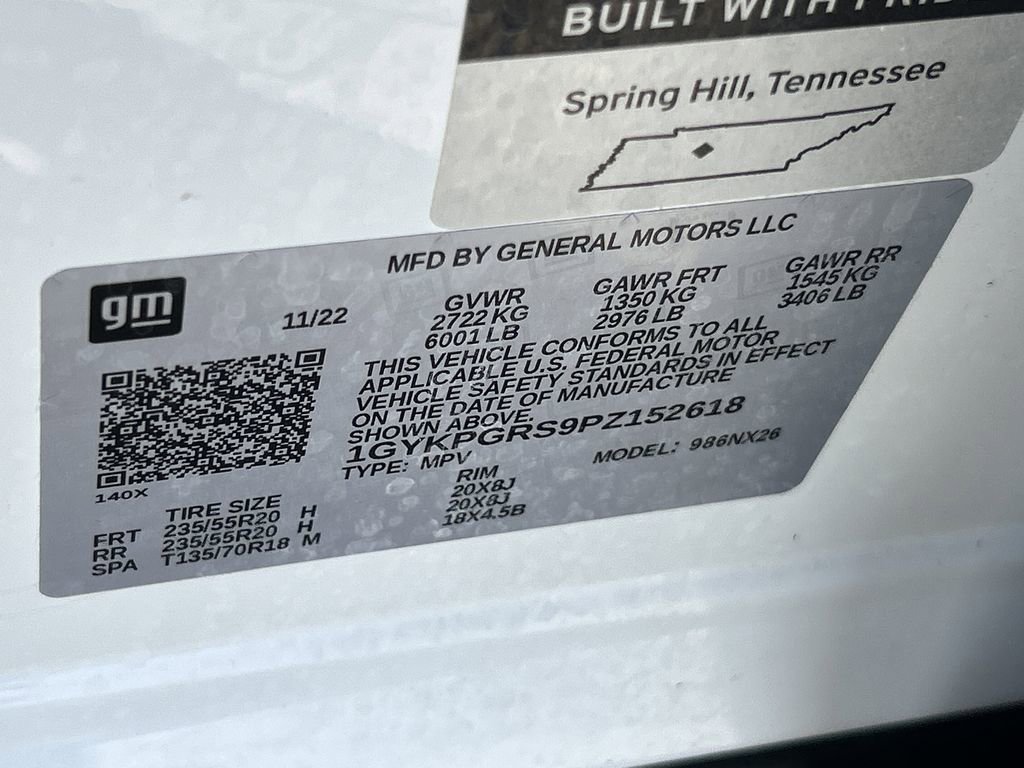 BUILT WITH
Spring Hill, Tennessee
MFD BY GENERAL MOTORS LLC
gm
11/22
GVWR
2722 KG
6001 LB
GAWR FRT
1350 KG
2976 LB
GAWR RR
1545 KG
3406 LB
THIS VEHICLE CONFORMS TO ALL
APPLICABLE U.S. FEDERAL MOTOR
VEHICLE SAFETY STANDARDS IN EFFECT
ON THE DATE OF MANUFACTURE
SHOWN ABOVE.
1GYKPGRS9PZ152618
TYPE: MPV
MODEL: 986NX26
140X
TIRE SIZE RIM
FRT 235/55R20 H 20X8J
RR 235/55R20 H 20X8J
SPA T135/70R18 M 18X4.5B